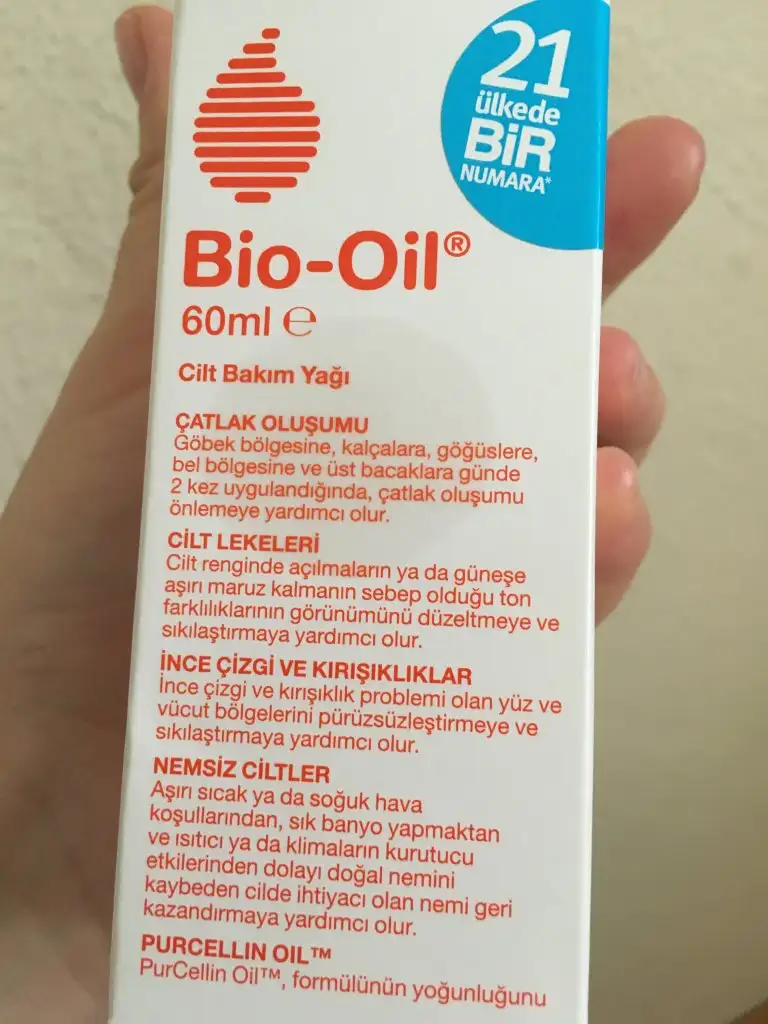 21
ülkede
BİR
NUMARA*
Bio-Oil®
60ml ℮
Cilt Bakım Yağı
ÇATLAK OLUŞUMU
Göbek bölgesine, kalçalara, göğüslere,
bel bölgesine ve üst bacaklara günde
2 kez uygulandığında, çatlak oluşumu
önlemeye yardımcı olur.
CİLT LEKELERİ
Cilt renginde açılmaların ya da güneşe
aşırı maruz kalmanın sebep olduğu ton
farklılıklarının görünümünü düzeltmeye ve
sıkılaştırmaya yardımcı olur.
İNCE ÇİZGİ VE KIRIŞIKLIKLAR
İnce çizgi ve kırışıklık problemi olan yüz ve
vücut bölgelerini pürüzsüzleştirmeye ve
sıkılaştırmaya yardımcı olur.
NEMSİZ CİLTLER
Aşırı sıcak ya da soğuk hava
koşullarından, sık banyo yapmaktan
ve ısıtıcı ya da klimaların kurutucu
etkilerinden dolayı doğal nemini
kaybeden cilde ihtiyacı olan nemi geri
kazandırmaya yardımcı olur.
PURCELLIN OIL™
PurCellin Oil™, formülünün yoğunluğunu